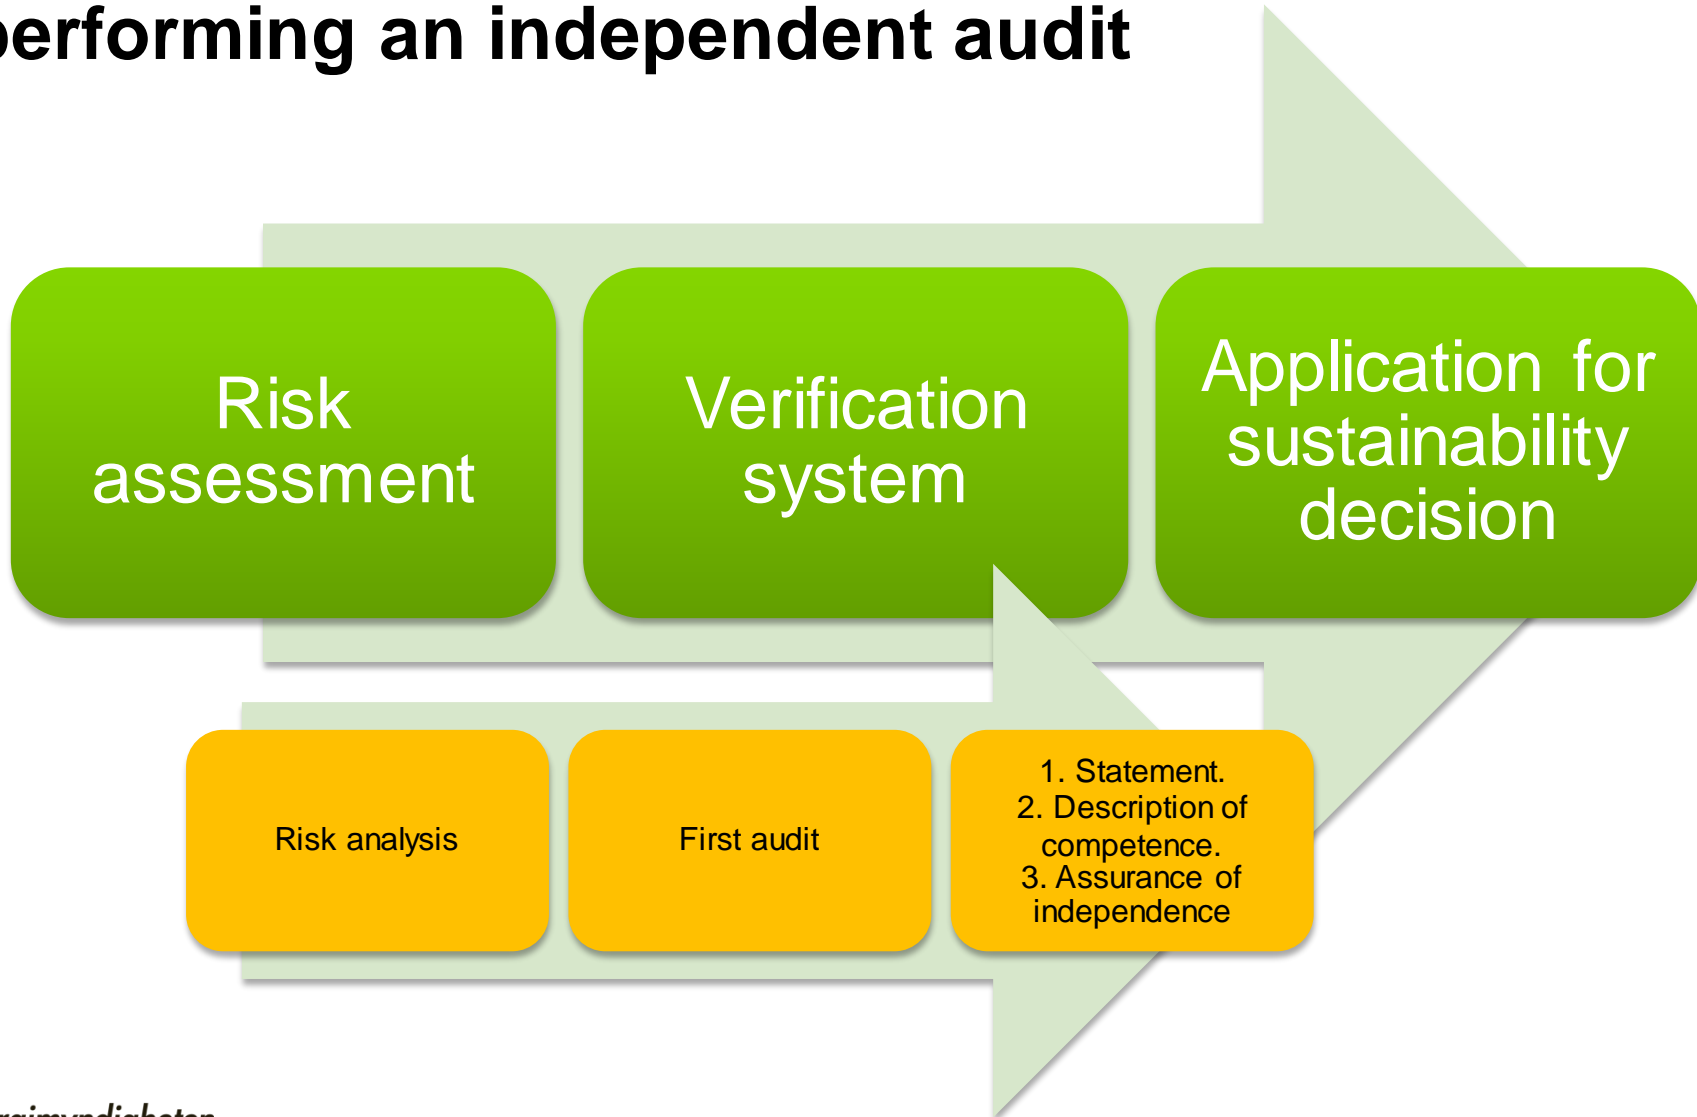 performing an independent audit
Risk
assessment
Verification
system
Application for
sustainability
decision
Risk analysis
First audit
1. Statement.
2. Description of
competence.
3. Assurance of
independence